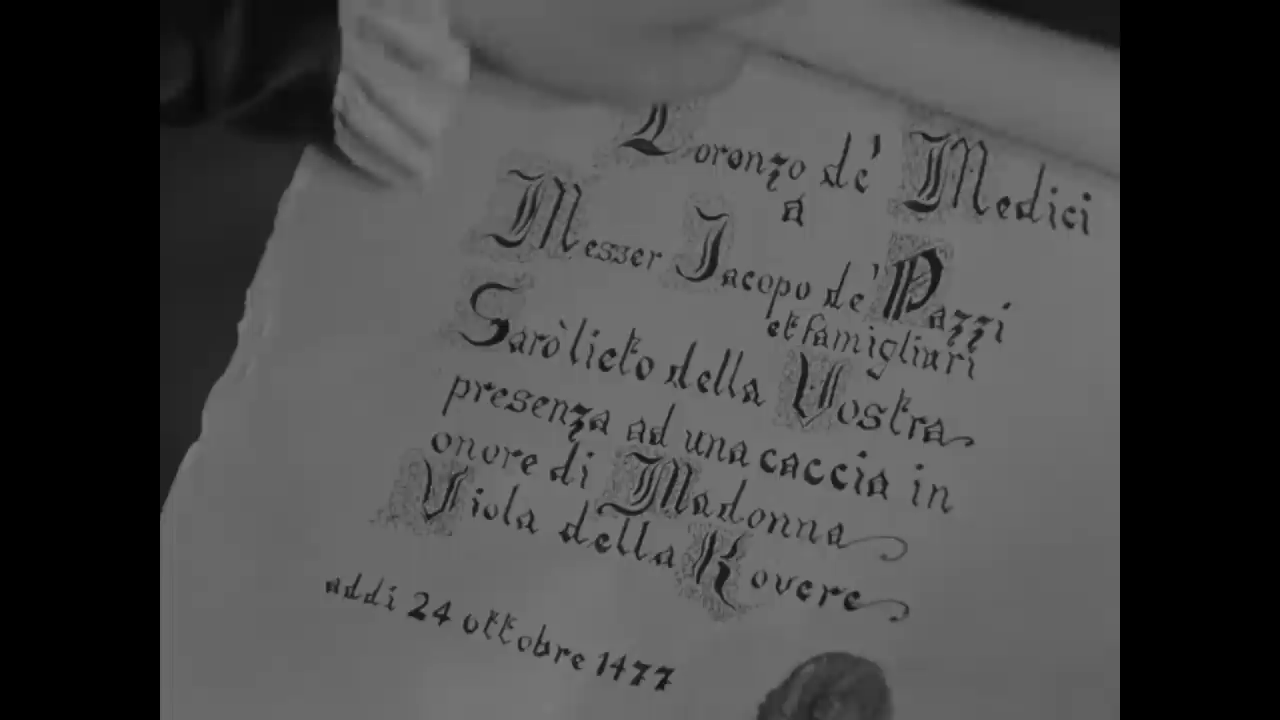 Lorenzo de' Medici
a
Messer Jacopo de' Pazzi
et famigliari
Sarò lieto della Vostra
presenza ad una caccia in
onore di Madonna
Viola della Rovere
addi 24 ottobre 1477